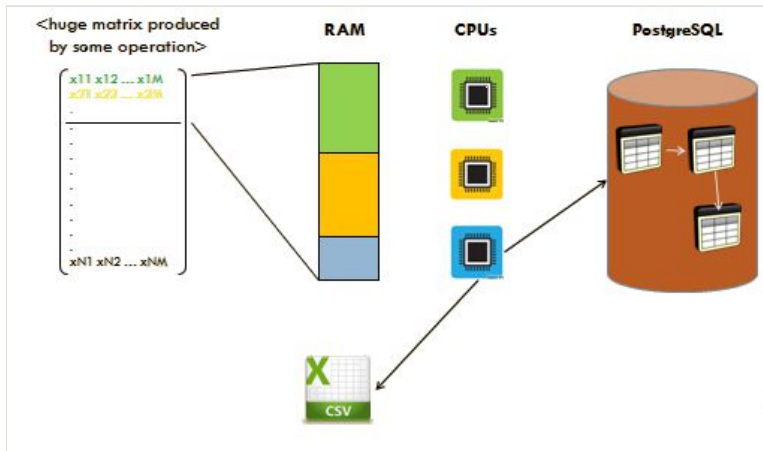 <huge matrix produced
by some operation>
RAM
CPUs
PostgreSQL
x11 x12 ... x1M
x21 x22 ... x2M
xN1 xN2 ... xNM
X
CSV